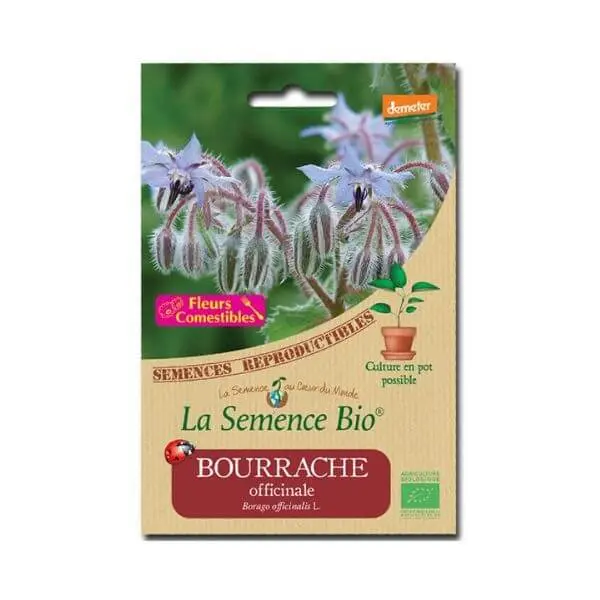 demeter
Fleurs
Comestibles
SEMENCES REPRODUCTIBLES
Culture en pot
possible
La Semence au Cœur du Monde
La Semence Bio®
BOURRACHE
officinale
Borago officinalis L.
AGRICULTURE
BIOLOGIQUE